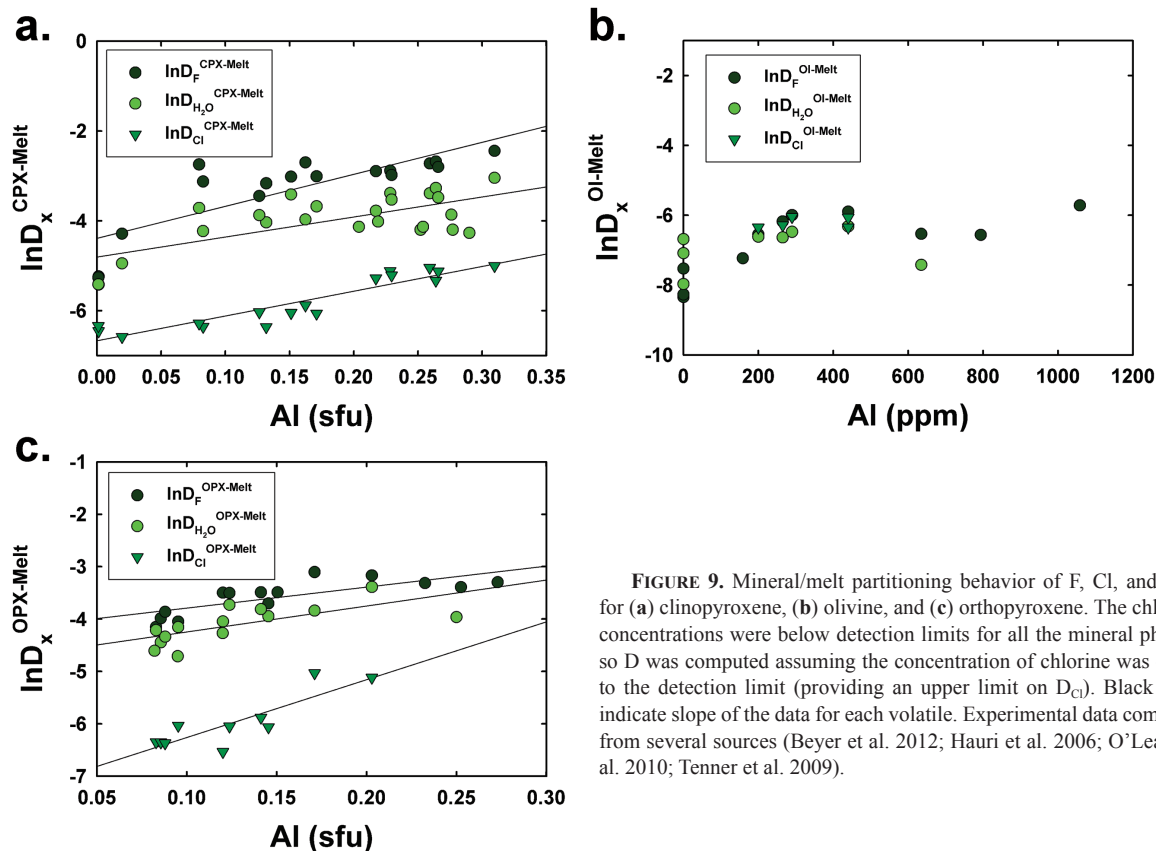 a.
0
-2
-4
-6
lnD_x^CPX-Melt
lnD_F^CPX-Melt
lnD_H₂O^CPX-Melt
lnD_Cl^CPX-Melt
0.00 0.05 0.10 0.15 0.20 0.25 0.30 0.35
Al (sfu)
b.
-2
-4
-6
-8
-10
lnD_x^Ol-Melt
lnD_F^Ol-Melt
lnD_H₂O^Ol-Melt
lnD_Cl^Ol-Melt
0 200 400 600 800 1000 1200
Al (ppm)
c.
-1
-2
-3
-4
-5
-6
-7
lnD_x^OPX-Melt
lnD_F^OPX-Melt
lnD_H₂O^OPX-Melt
lnD_Cl^OPX-Melt
0.05 0.10 0.15 0.20 0.25 0.30
Al (sfu)
FIGURE 9. Mineral/melt partitioning behavior of F, Cl, and
for (a) clinopyroxene, (b) olivine, and (c) orthopyroxene. The chl
concentrations were below detection limits for all the mineral ph
so D was computed assuming the concentration of chlorine was
to the detection limit (providing an upper limit on D_Cl). Black
indicate slope of the data for each volatile. Experimental data com
from several sources (Beyer et al. 2012; Hauri et al. 2006; O'Lea
al. 2010; Tenner et al. 2009).